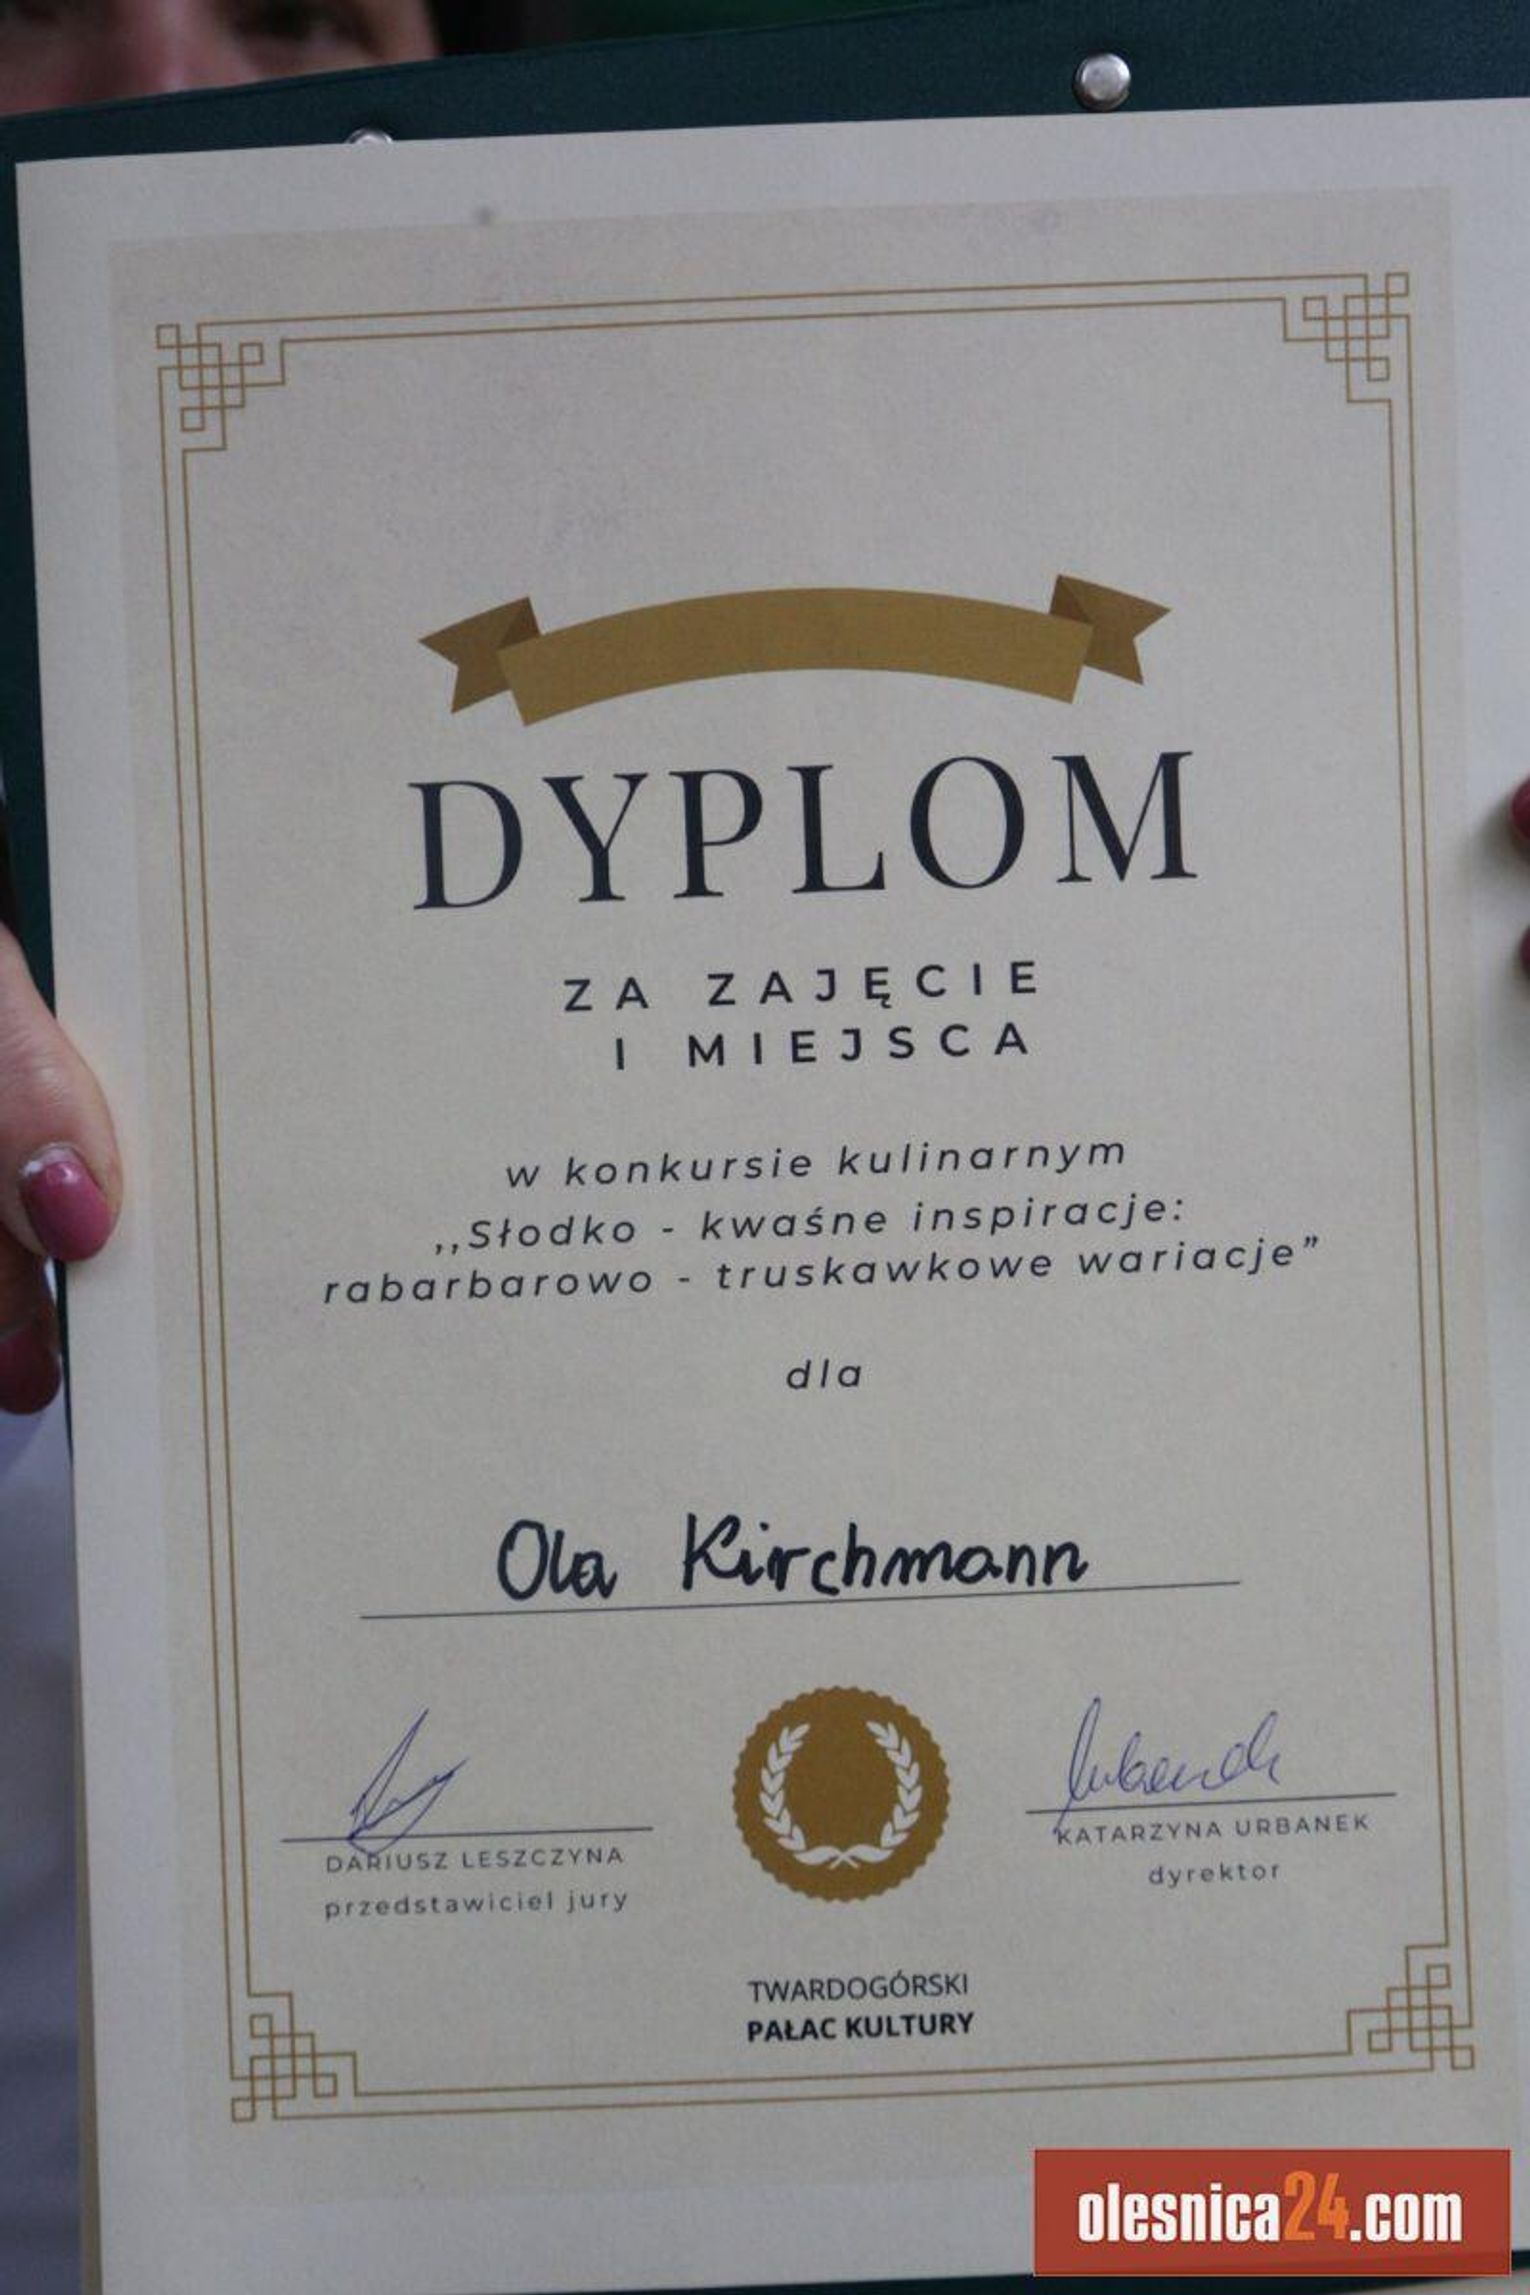 DYPLOM
ZA ZAJĘCIE
I MIEJSCA
w konkursie kulinarnym
,,Słodko - kwaśne inspiracje:
rabarbarowo - truskawkowe wariacje”
dla
Ola Kirchmann
DARIUSZ LESZCZYNA
przedstawiciel jury
KATARZYNA URBANEK
dyrektor
TWARDOGÓRSKI
PAŁAC KULTURY
olesnica24.com